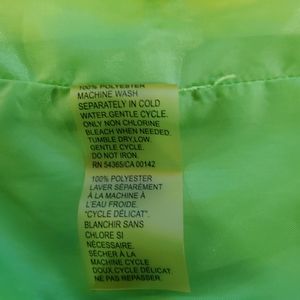 100% POLYESTER
MACHINE WASH
SEPARATELY IN COLD
WATER,GENTLE CYCLE.
ONLY NON CHLORINE
BLEACH WHEN NEEDED.
TUMBLE DRY,LOW.
GENTLE CYCLE.
DO NOT IRON.
RN 54365/CA 00142
100% POLYESTER
LAVER SÉPARÉMENT
À LA MACHINE À
L'EAU FROIDE.
"CYCLE DÉLICAT".
BLANCHIR SANS
CHLORE SI
NÉCESSAIRE.
SÉCHER À LA
MACHINE CYCLE
DOUX CYCLE DÉLICAT.
NE PAS REPASSER.